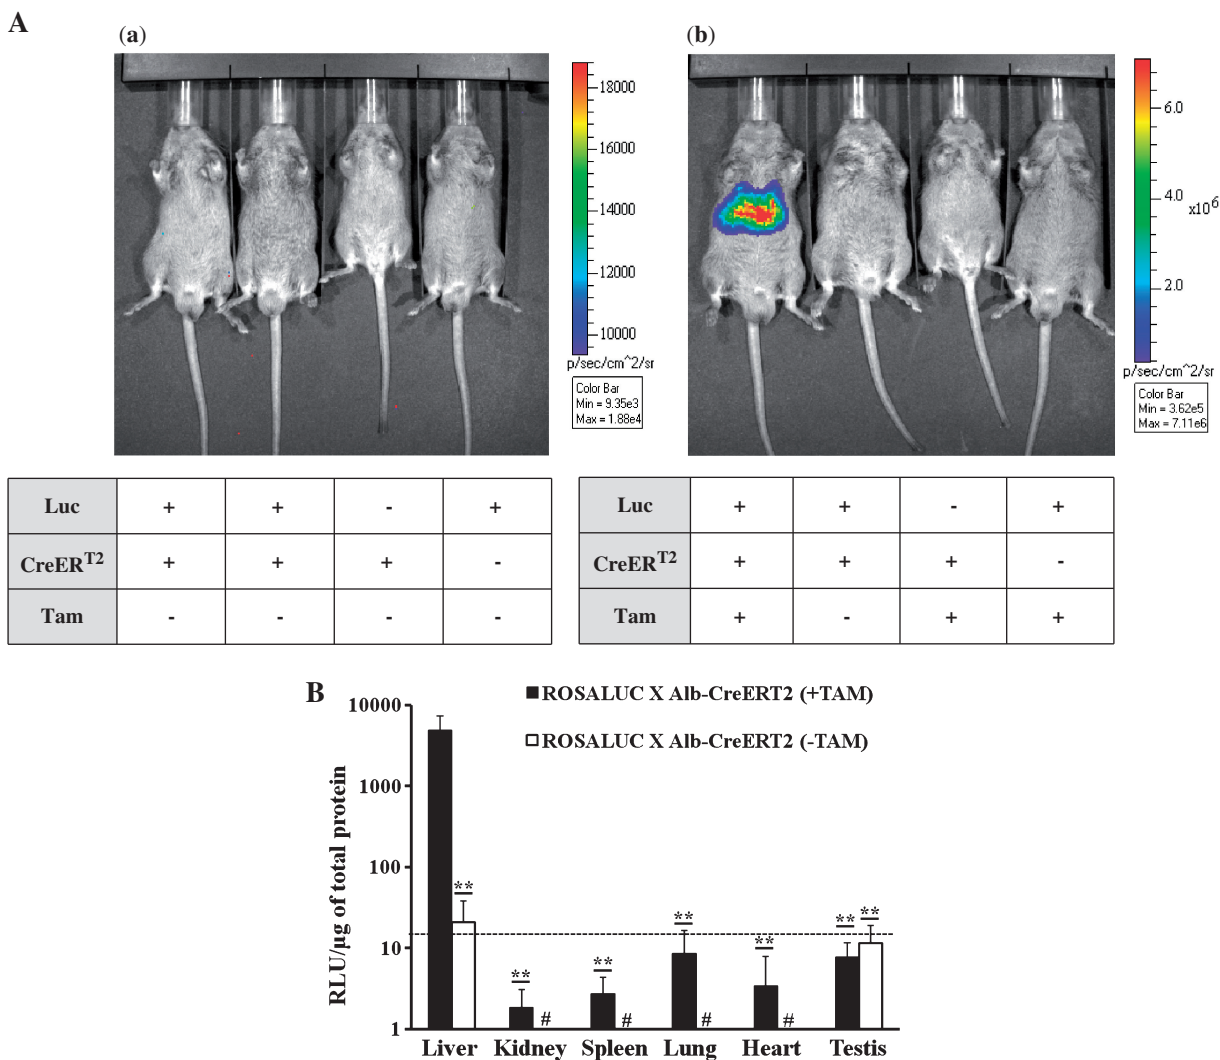 A
(a)
(b)
18000
16000
14000
12000
10000
p/sec/cm^2/sr
Color Bar
Min = 9.35e3
Max = 1.88e4
6.0
4.0
x10^6
2.0
p/sec/cm^2/sr
Color Bar
Min = 3.62e5
Max = 7.11e6
Luc + + - +
CreER^T2 + + + -
Tam - - - -
Luc + + - +
CreER^T2 + + + -
Tam + - + +
B
ROSALUC X Alb-CreERT2 (+TAM)
ROSALUC X Alb-CreERT2 (-TAM)
RLU/µg of total protein
10000
1000
100
10
1
**
**
#
**
#
**
#
**
#
**
**
Liver Kidney Spleen Lung Heart Testis